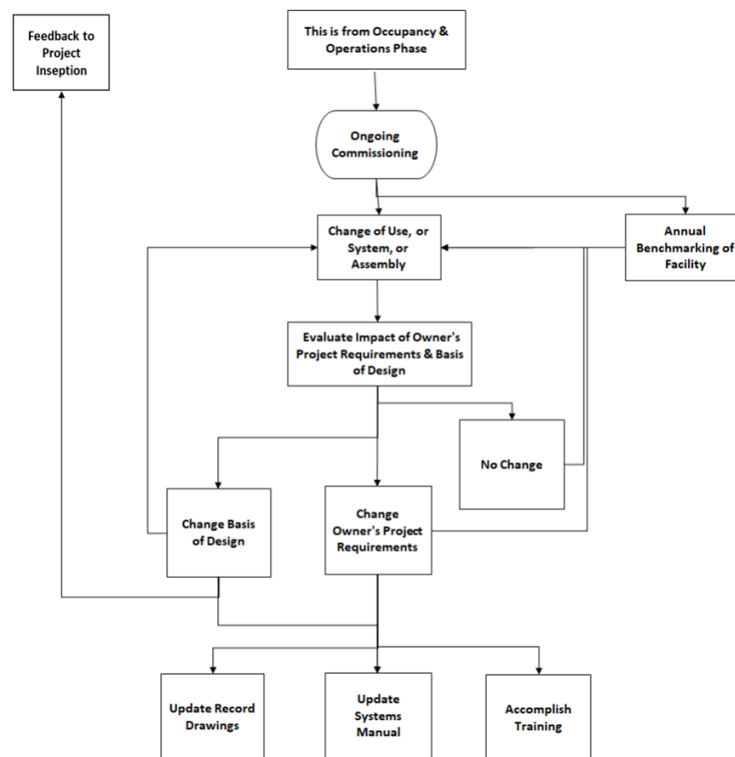 Feedback to
Project
Inseption
This is from Occupancy &
Operations Phase
Ongoing
Commissioning
Change of Use, or
System, or
Assembly
Annual
Benchmarking of
Facility
Evaluate Impact of Owner's
Project Requirements & Basis
of Design
No Change
Change Basis
of Design
Change
Owner's Project
Requirements
Update Record
Drawings
Update
Systems
Manual
Accomplish
Training